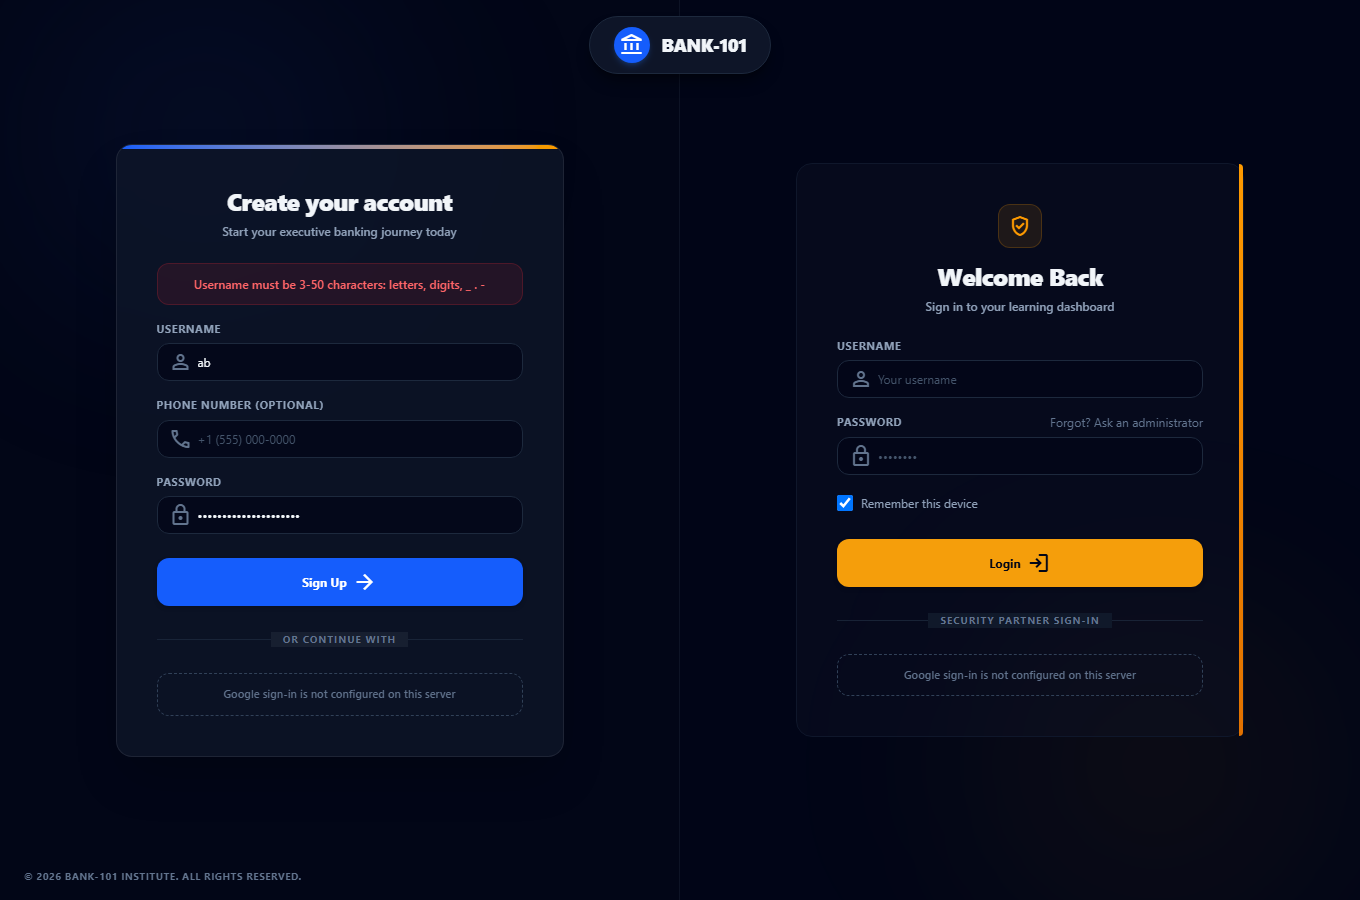 BANK-101
Create your account
Start your executive banking journey today
Username must be 3-50 characters: letters, digits, _ . -
USERNAME
ab
PHONE NUMBER (OPTIONAL)
+1 (555) 000-0000
PASSWORD
•••••••••••••••••••••
Sign Up
OR CONTINUE WITH
Google sign-in is not configured on this server
Welcome Back
Sign in to your learning dashboard
USERNAME
Your username
PASSWORD Forgot? Ask an administrator
••••••••
Remember this device
Login
SECURITY PARTNER SIGN-IN
Google sign-in is not configured on this server
© 2026 BANK-101 INSTITUTE. ALL RIGHTS RESERVED.